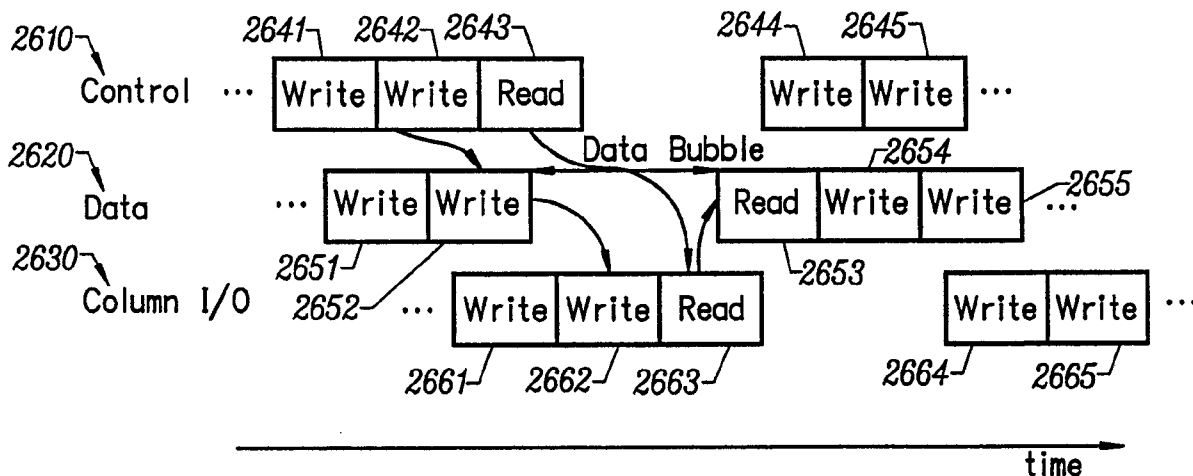 2610 2641 2642 2643 2644 2645
Control ... Write Write Read Write Write ...
2620 Data Bubble 2654 2655
Data ... Write Write Read Write Write ...
2630 2651 2652 2653
Column I/O ... Write Write Read Write Write ...
2661 2662 2663 2664 2665
time